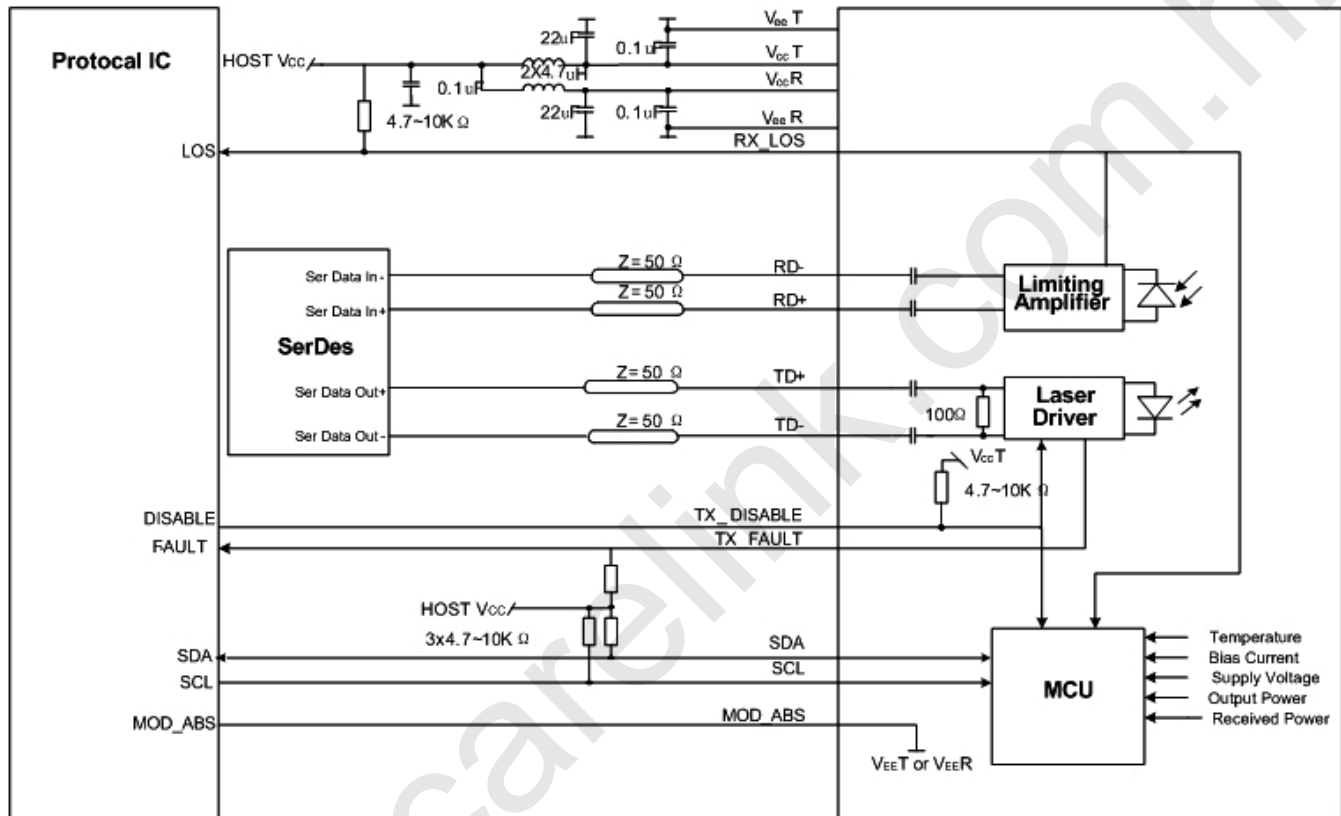 Protocal IC
HOST Vcc
22uF
2X4.7uH
0.1uF
0.1uF
22uF
0.1uF
4.7~10K Ω
VeeT
VccT
VccR
VeeR
LOS
RX_LOS
SerDes
Ser Data In-
Z=50 Ω
RD-
Ser Data In+
Z=50 Ω
RD+
Limiting
Amplifier
Ser Data Out+
Z=50 Ω
TD+
Ser Data Out-
Z=50 Ω
TD-
100Ω
Laser
Driver
VccT
4.7~10K Ω
DISABLE
TX_DISABLE
FAULT
TX_FAULT
HOST Vcc
3x4.7~10K Ω
SDA
SDA
SCL
SCL
MOD_ABS
MOD_ABS
VEET or VEER
MCU
Temperature
Bias Current
Supply Voltage
Output Power
Received Power
carelink.com.h